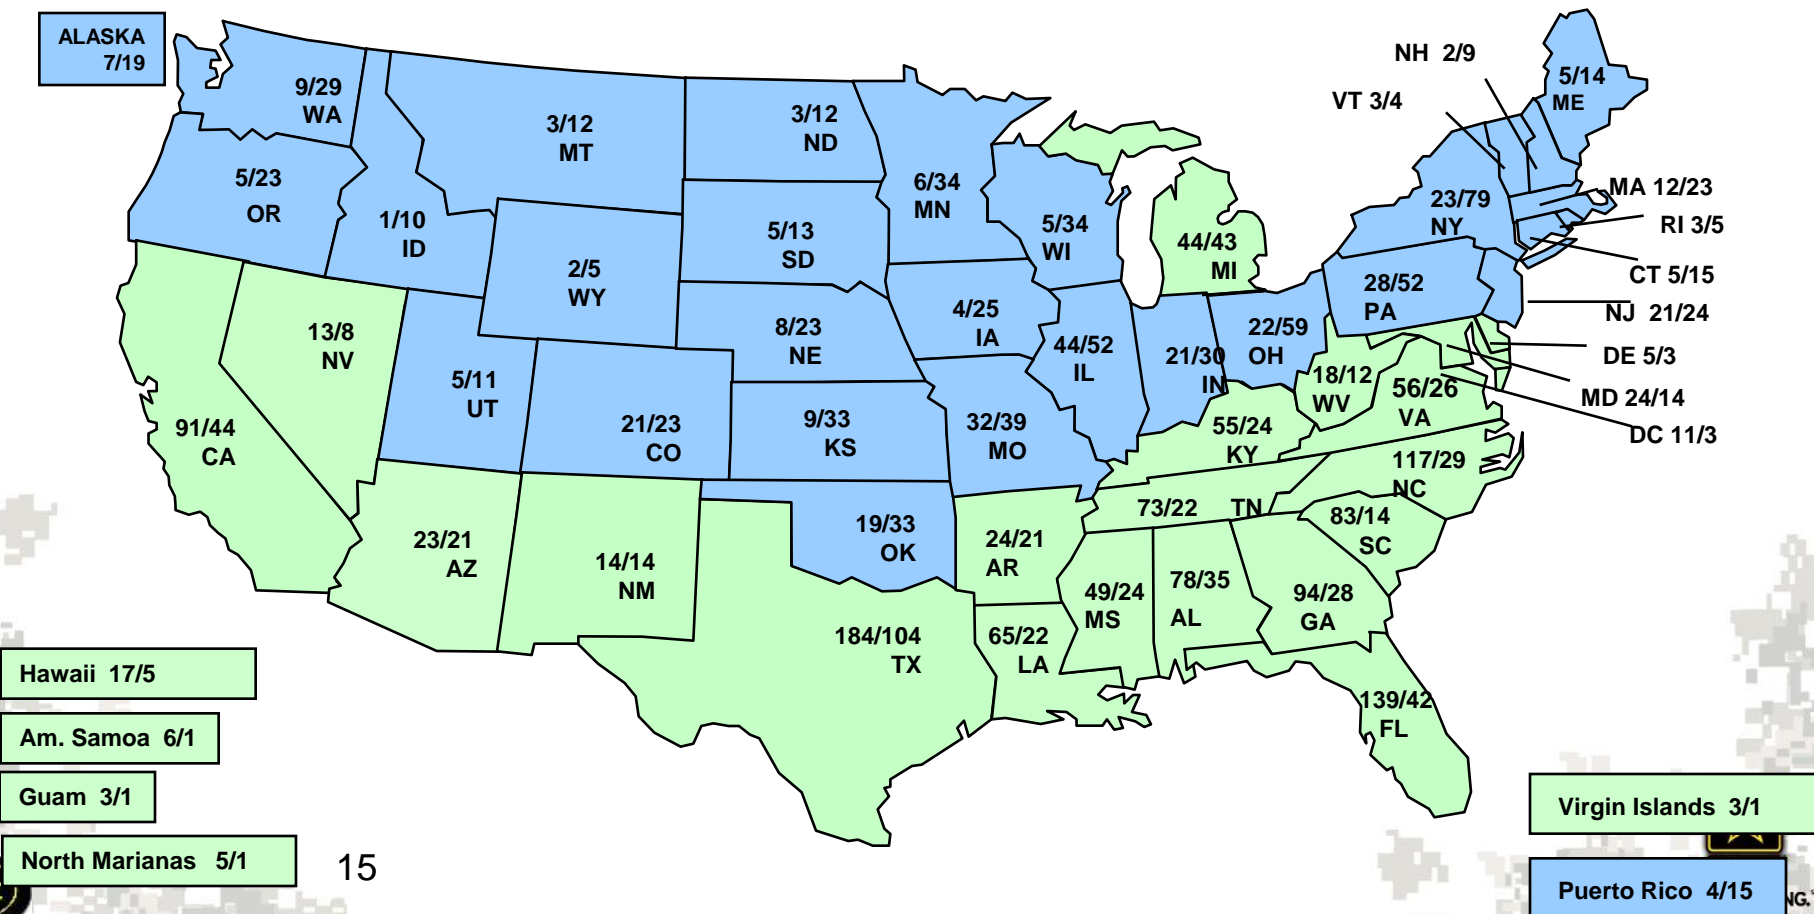 ALASKA
7/19
9/29
WA
5/23
OR
1/10
ID
3/12
MT
3/12
ND
6/34
MN
5/34
WI
5/13
SD
2/5
WY
8/23
NE
4/25
IA
44/43
MI
NH 2/9
VT 3/4
5/14
ME
23/79
NY
MA 12/23
RI 3/5
CT 5/15
NJ 21/24
28/52
PA
DE 5/3
MD 24/14
DC 11/3
13/8
NV
91/44
CA
5/11
UT
21/23
CO
9/33
KS
32/39
MO
44/52
IL
21/30
IN
22/59
OH
18/12
WV
56/26
VA
55/24
KY
117/29
NC
73/22 TN
83/14
SC
23/21
AZ
14/14
NM
19/33
OK
24/21
AR
49/24
MS
78/35
AL
94/28
GA
184/104
TX
65/22
LA
139/42
FL
Hawaii 17/5
Am. Samoa 6/1
Guam 3/1
North Marianas 5/1
15
Virgin Islands 3/1
Puerto Rico 4/15